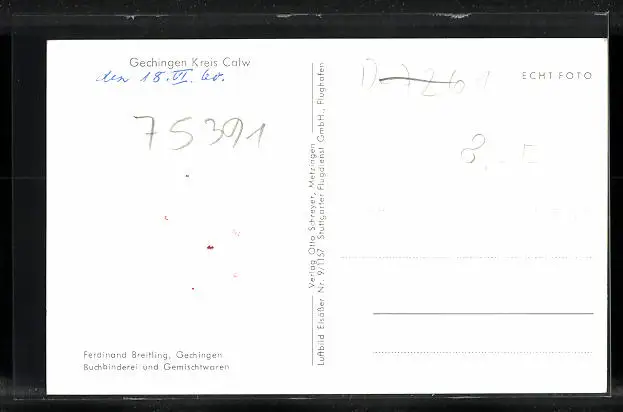 Gechingen Kreis Calw
den 18. VI. 60.
75391
Ferdinand Breitling, Gechingen
Buchbinderei und Gemischtwaren
Verlag Otto Schreyer, Metzingen
Luftbild Elsäßer Nr. 9/1157 Stuttgarter Flugdienst GmbH., Flughafen
ECHT FOTO